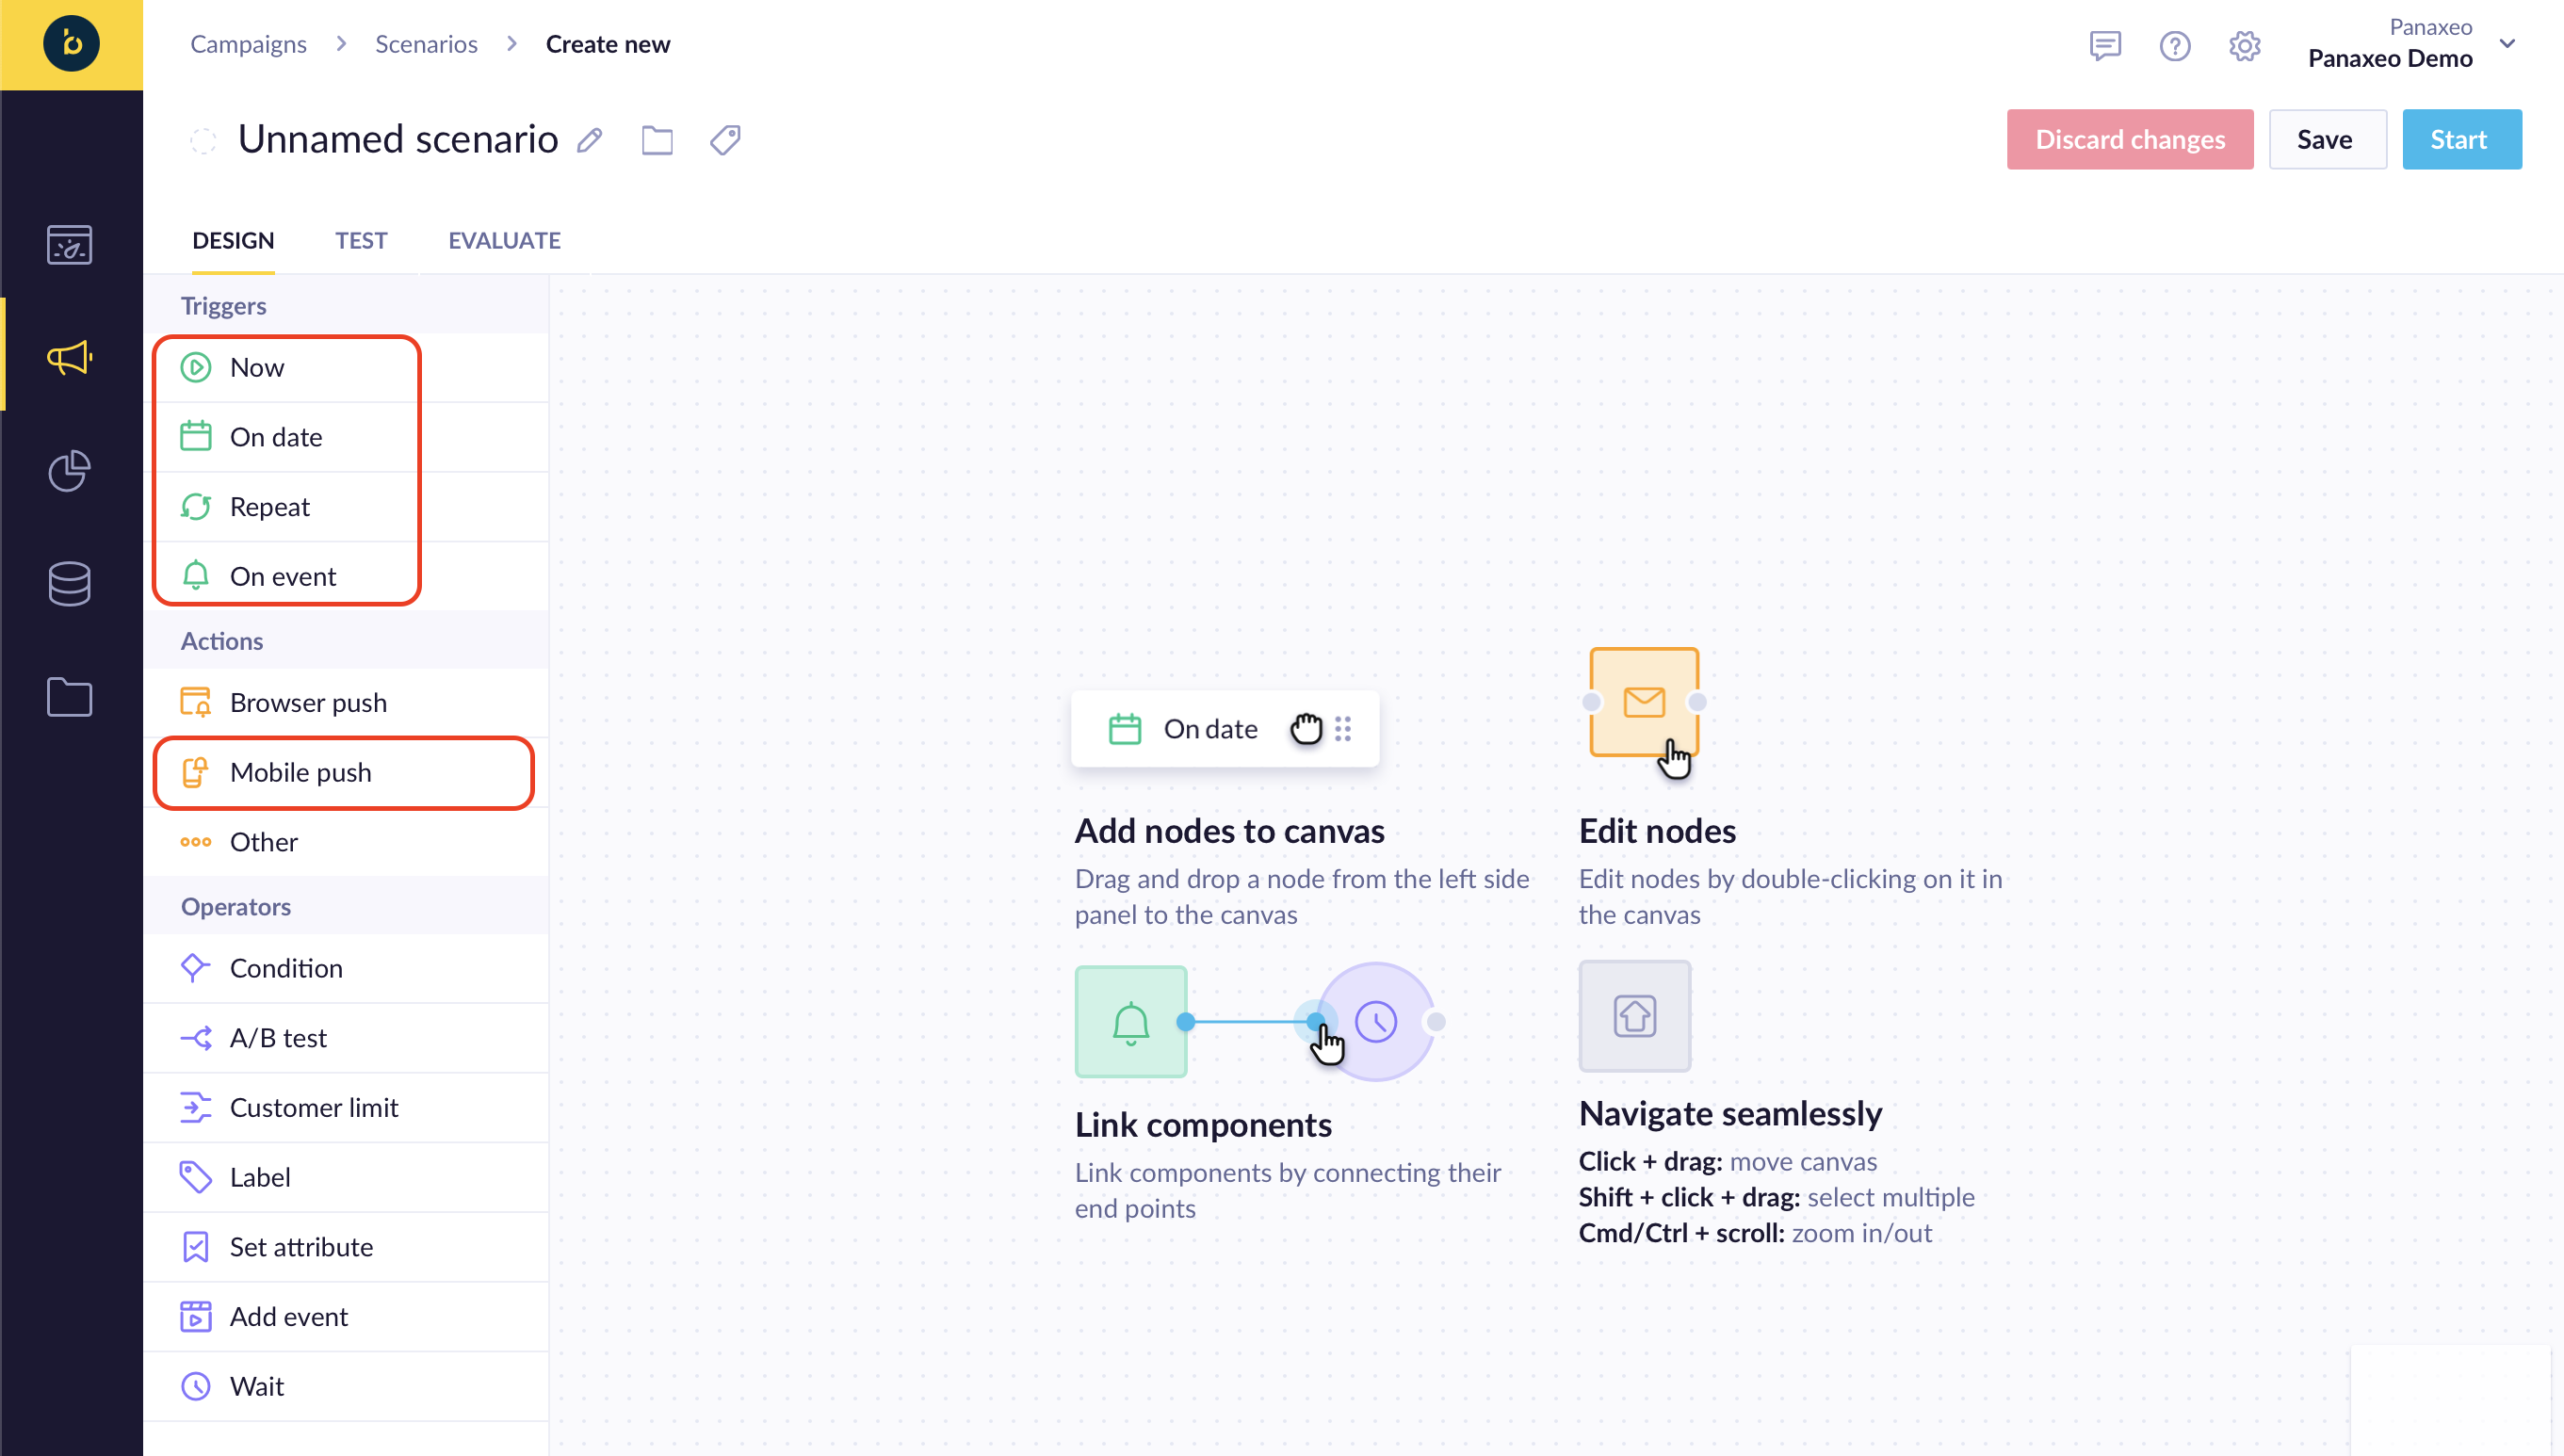 Campaigns > Scenarios > Create new
Panaxeo
Panaxeo Demo
Unnamed scenario
Discard changes
Save
Start
DESIGN
TEST
EVALUATE
Triggers
Now
On date
Repeat
On event
Actions
Browser push
Mobile push
Other
Operators
Condition
A/B test
Customer limit
Label
Set attribute
Add event
Wait
On date
Add nodes to canvas
Drag and drop a node from the left side
panel to the canvas
Edit nodes
Edit nodes by double-clicking on it in
the canvas
Link components
Link components by connecting their
end points
Navigate seamlessly
Click + drag: move canvas
Shift + click + drag: select multiple
Cmd/Ctrl + scroll: zoom in/out